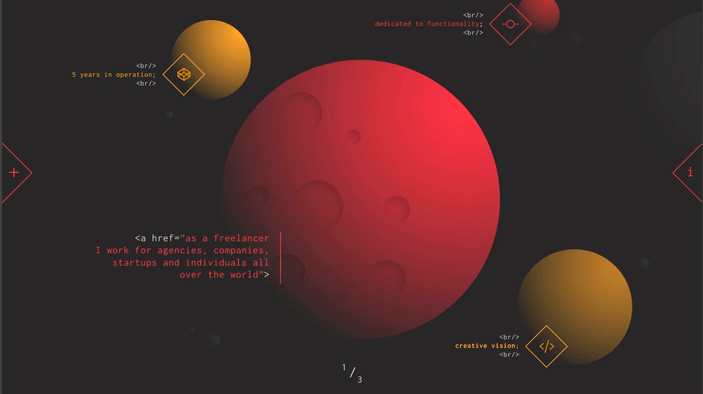 <br/>
dedicated to functionality;
<br/>
<br/>
5 years in operation;
<br/>
+
i
<a href="as a freelancer
I work for agencies, companies,
startups and individuals all
over the world">
<br/>
creative vision;
<br/>
</>
1/3